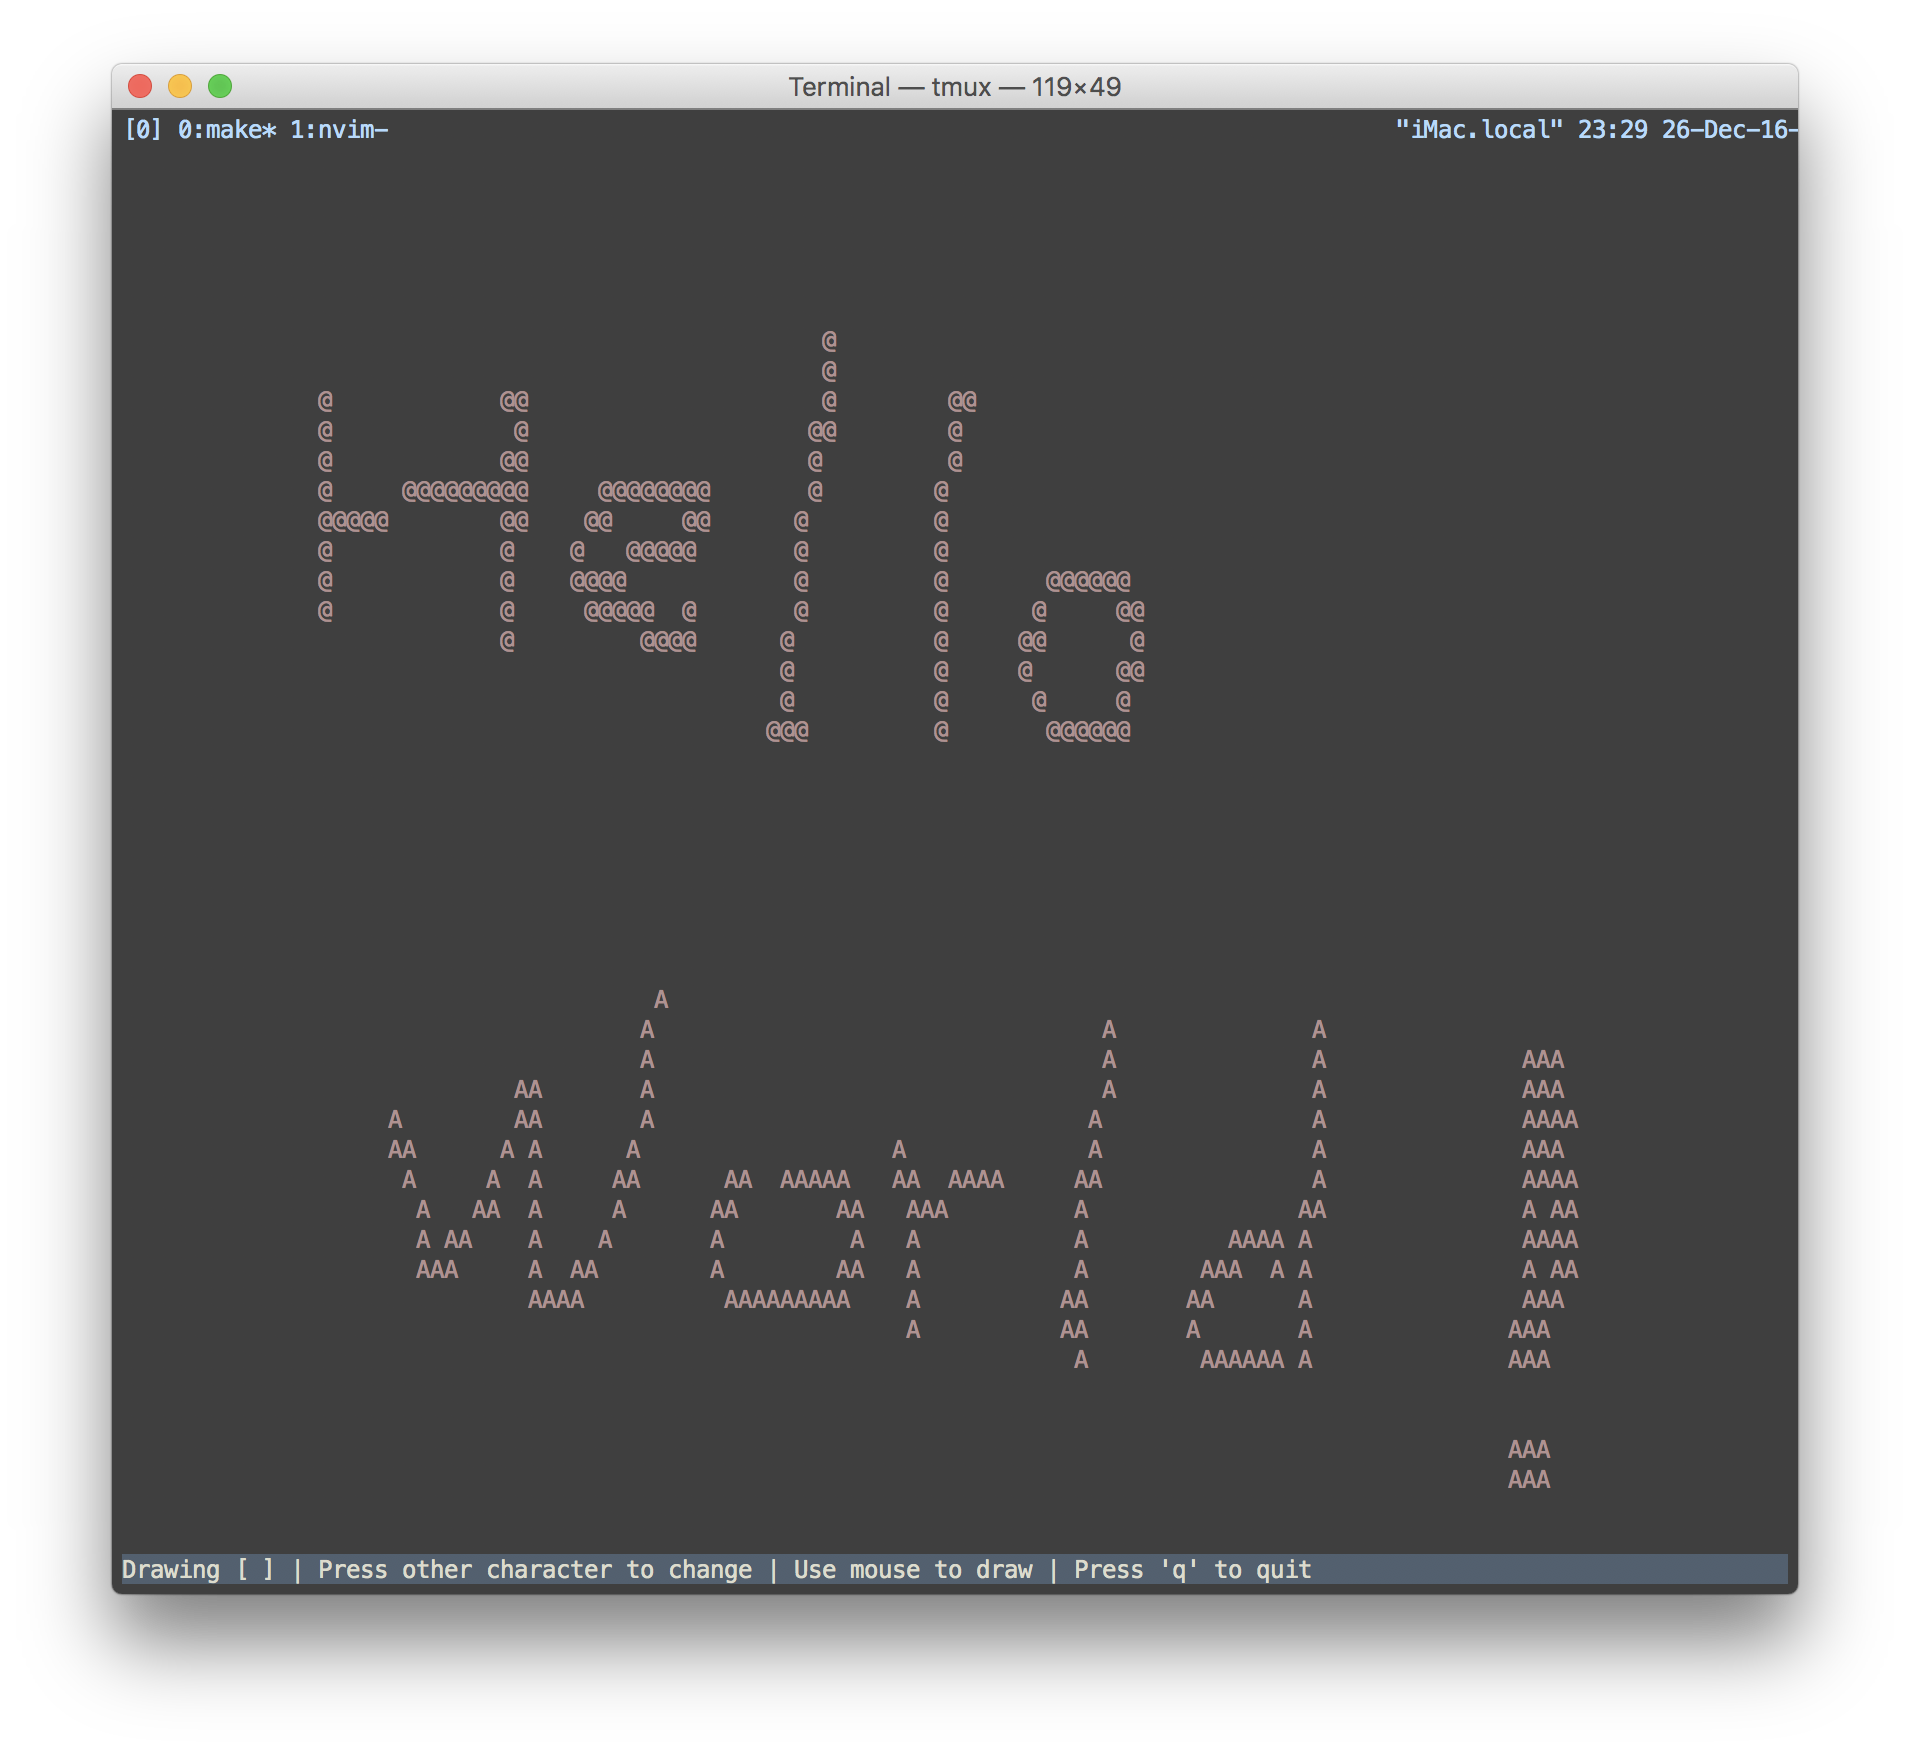 Terminal — tmux — 119×49
[0] 0:make* 1:nvim- "iMac.local" 23:29 26-Dec-16-
Hello
World!
Drawing [ ] | Press other character to change | Use mouse to draw | Press 'q' to quit